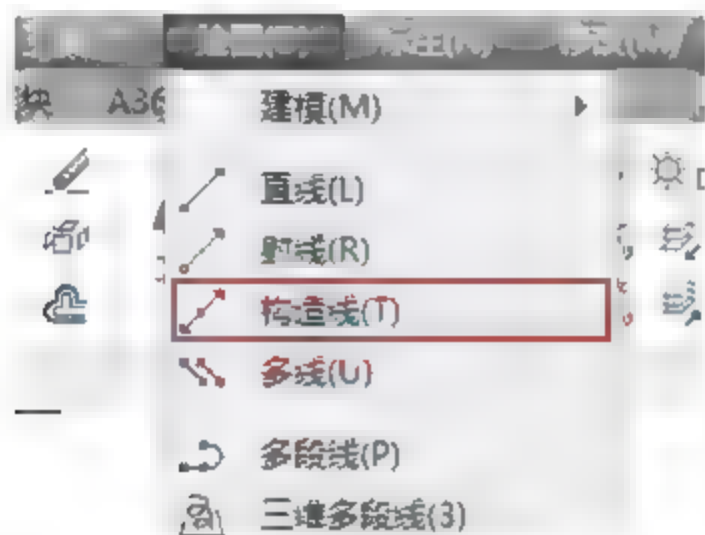 块 A36
建模(M)
直线(L)
射线(R)
构造线(T)
多线(U)
多段线(P)
三维多段线(3)